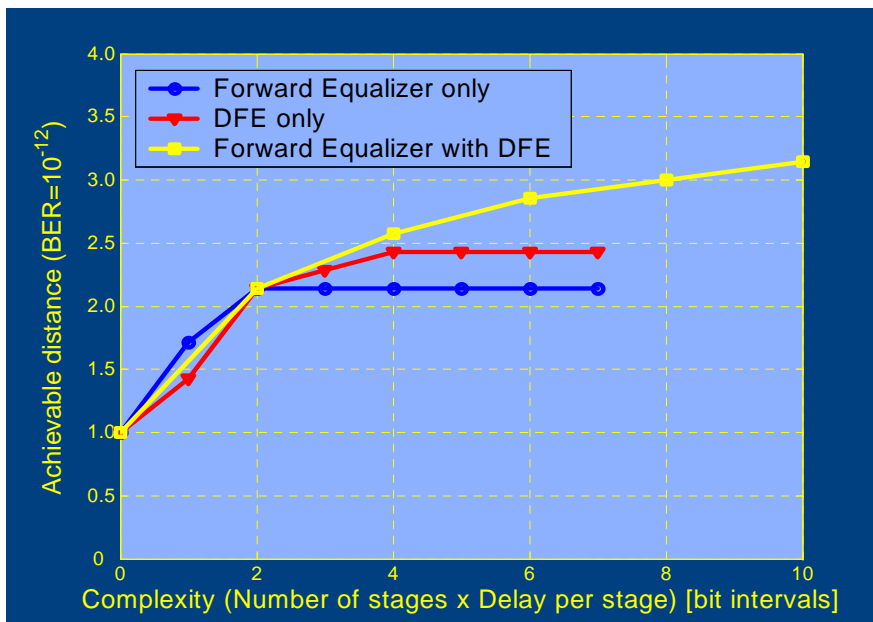 4.0
3.5
3.0
2.5
2.0
1.5
1.0
0.5
0
Achievable distance (BER=10⁻¹²)
Forward Equalizer only
DFE only
Forward Equalizer with DFE
0 2 4 6 8 10
Complexity (Number of stages x Delay per stage) [bit intervals]